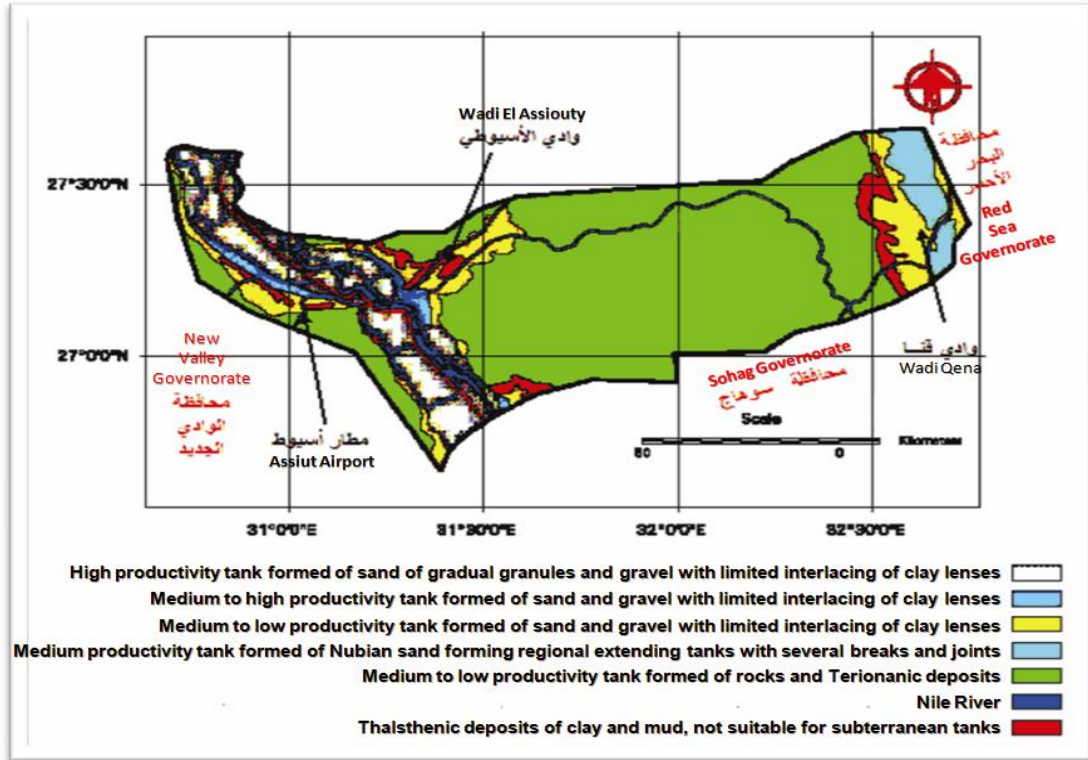 Wadi El Assiouty
وادي الأسيوطي
محافظة
البحر
الأحمر
Red
Sea
Governorate
27°30'0"N
New
Valley
Governorate
محافظة
الوادي
الجديد
27°0'0"N
Sohag Governorate
محافظة سوهاج
وادي قنا
Wadi Qena
مطار أسيوط
Assiut Airport
Scale
Kilometers
80
0
31°0'0"E
31°30'0"E
32°0'0"E
32°30'0"E
High productivity tank formed of sand of gradual granules and gravel with limited interlacing of clay lenses
Medium to high productivity tank formed of sand and gravel with limited interlacing of clay lenses
Medium to low productivity tank formed of sand and gravel with limited interlacing of clay lenses
Medium productivity tank formed of Nubian sand forming regional extending tanks with several breaks and joints
Medium to low productivity tank formed of rocks and Terionanic deposits
Nile River
Thalsthenic deposits of clay and mud, not suitable for subterranean tanks